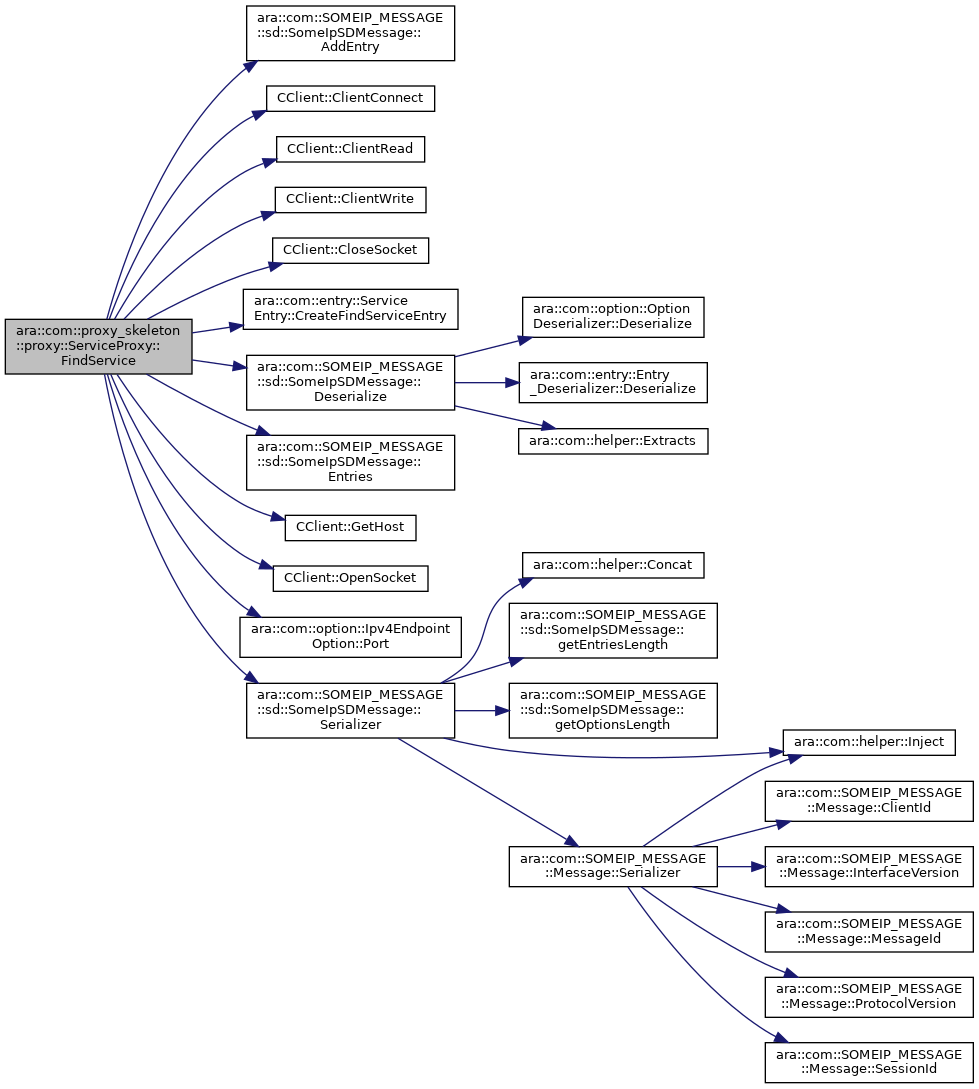 ara::com::SOMEIP_MESSAGE
::sd::SomeIpSDMessage::
AddEntry
CClient::ClientConnect
CClient::ClientRead
CClient::ClientWrite
CClient::CloseSocket
ara::com::entry::Service
Entry::CreateFindServiceEntry
ara::com::proxy_skeleton
::proxy::ServiceProxy::
FindService
ara::com::SOMEIP_MESSAGE
::sd::SomeIpSDMessage::
Deserialize
ara::com::option::Option
Deserializer::Deserialize
ara::com::entry::Entry
_Deserializer::Deserialize
ara::com::helper::Extracts
ara::com::SOMEIP_MESSAGE
::sd::SomeIpSDMessage::
Entries
CClient::GetHost
CClient::OpenSocket
ara::com::option::Ipv4Endpoint
Option::Port
ara::com::SOMEIP_MESSAGE
::sd::SomeIpSDMessage::
Serializer
ara::com::helper::Concat
ara::com::SOMEIP_MESSAGE
::sd::SomeIpSDMessage::
getEntriesLength
ara::com::SOMEIP_MESSAGE
::sd::SomeIpSDMessage::
getOptionsLength
ara::com::helper::Inject
ara::com::SOMEIP_MESSAGE
::Message::Serializer
ara::com::SOMEIP_MESSAGE
::Message::ClientId
ara::com::SOMEIP_MESSAGE
::Message::InterfaceVersion
ara::com::SOMEIP_MESSAGE
::Message::MessageId
ara::com::SOMEIP_MESSAGE
::Message::ProtocolVersion
ara::com::SOMEIP_MESSAGE
::Message::SessionId